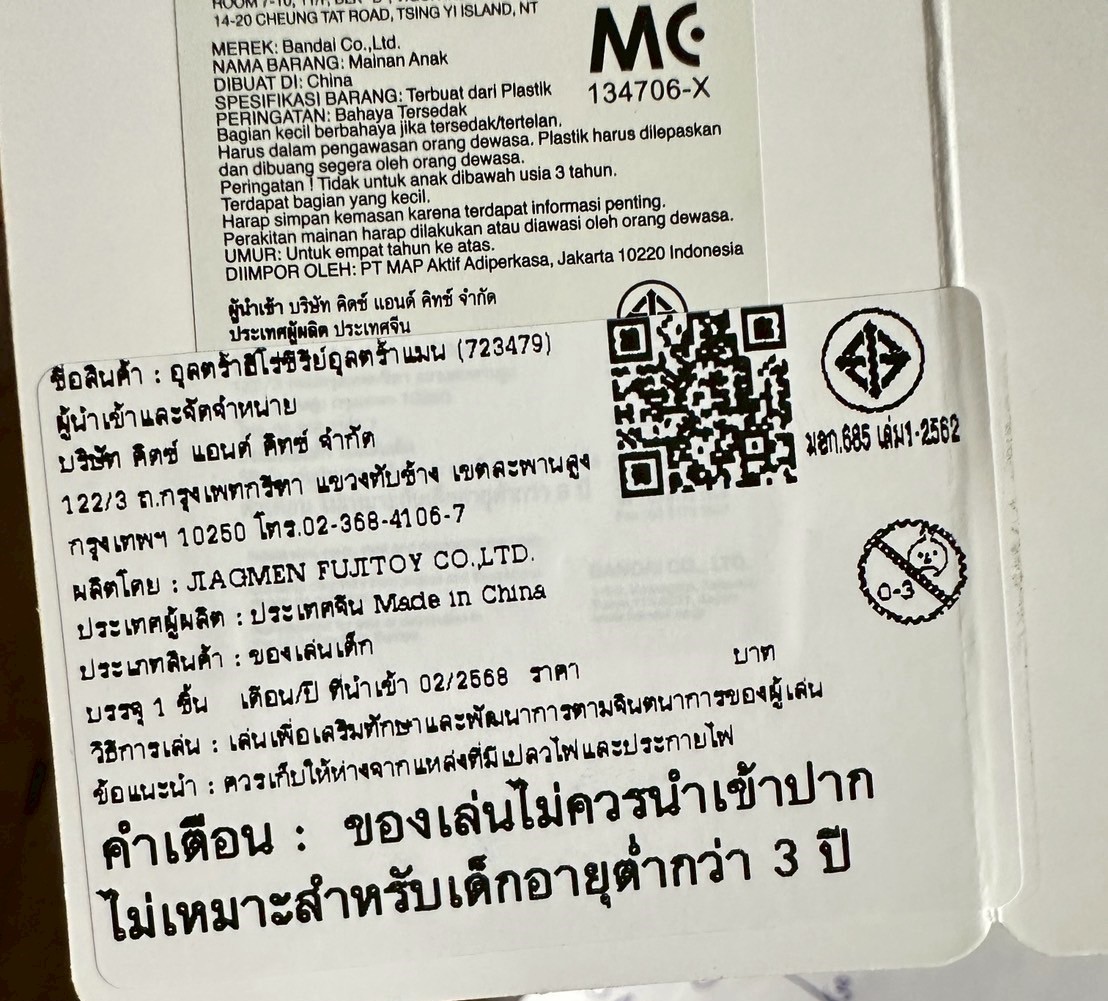 14-20 CHEUNG TAT ROAD, TSING YI ISLAND, NT
MC
134706-X
MEREK: Bandai Co.,Ltd.
NAMA BARANG: Mainan Anak
DIBUAT DI: China
SPESIFIKASI BARANG: Terbuat dari Plastik
PERINGATAN: Bahaya Tersedak
Bagian kecil berbahaya jika tersedak/tertelan.
Harus dalam pengawasan orang dewasa. Plastik harus dilepaskan
dan dibuang segera oleh orang dewasa.
Peringatan ! Tidak untuk anak dibawah usia 3 tahun.
Terdapat bagian yang kecil.
Harap simpan kemasan karena terdapat informasi penting.
Perakitan mainan harap dilakukan atau diawasi oleh orang dewasa.
UMUR: Untuk empat tahun ke atas.
DIIMPOR OLEH: PT MAP Aktif Adiperkasa, Jakarta 10220 Indonesia
ผู้นำเข้า บริษัท คิดซ์ แอนด์ คิทซ์ จำกัด
ประเทศผู้ผลิต ประเทศจีน
ชื่อสินค้า : อุลตร้าฮีโร่ซีรีย์อุลตร้าแมน (723479)
ผู้นำเข้าและจัดจำหน่าย
บริษัท คิดซ์ แอนด์ คิทซ์ จำกัด
122/3 ถ.กรุงเทพกรีฑา แขวงทับช้าง เขตสะพานสูง
กรุงเทพฯ 10250 โทร.02-368-4106-7
ผลิตโดย : JIAGMEN FUJITOY CO.,LTD.
ประเทศผู้ผลิต : ประเทศจีน Made in China
ประเภทสินค้า : ของเล่นเด็ก
บรรจุ 1 ชิ้น เดือน/ปี ที่นำเข้า 02/2568 ราคา บาท
วิธีการเล่น : เล่นเพื่อเสริมทักษาและพัฒนาการตามจินตนาการของผู้เล่น
ข้อแนะนำ : ควรเก็บให้ห่างจากแหล่งที่มีเปลวไฟและประกายไฟ
คำเตือน : ของเล่นไม่ควรนำเข้าปาก
ไม่เหมาะสำหรับเด็กอายุต่ำกว่า 3 ปี
มอก.685 เล่ม1-2562
0-3